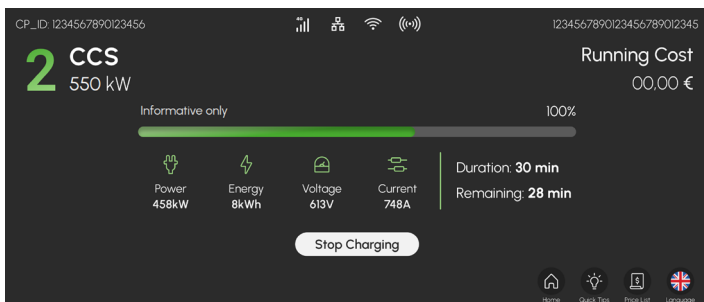 CP_ID: 1234567890123456
4G
1234567890123456789012345
2
CCS
550 kW
Running Cost
00,00 €
Informative only
100%
Power
458kW
Energy
8kWh
Voltage
613V
Current
748A
Duration: 30 min
Remaining: 28 min
Stop Charging
Home
Quick Tips
Price List
Language